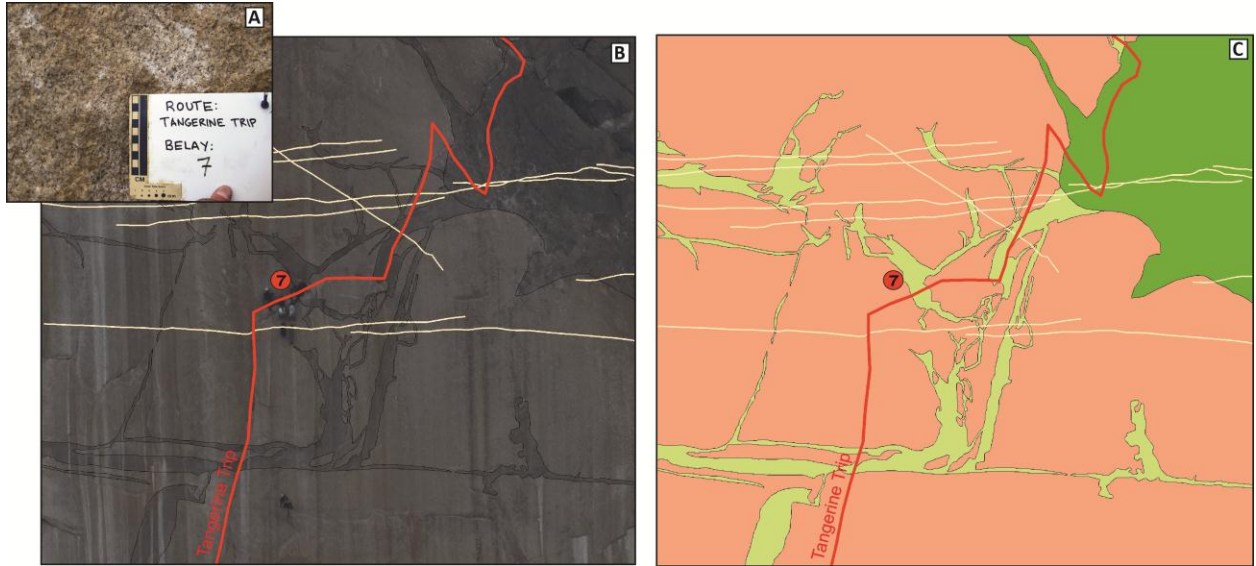 A
ROUTE:
TANGERINE TRIP
BELAY:
7
CM
B
7
Tangerine Trip
C
7
Tangerine Trip